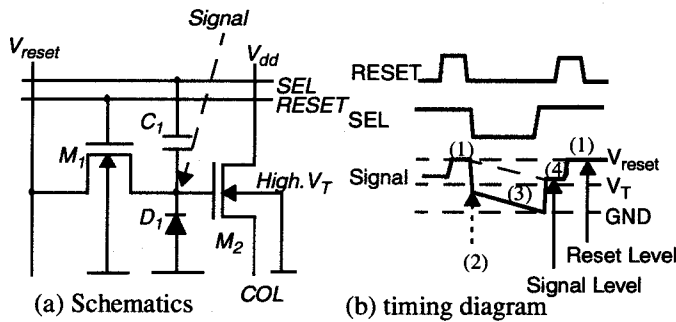 Signal
V_reset
V_dd
SEL
RESET
C_1
M_1
High. V_T
D_1
M_2
COL
(a) Schematics
RESET
SEL
(1)
(1)
V_reset
Signal
(4)
V_T
(3)
GND
(2)
Reset Level
Signal Level
(b) timing diagram